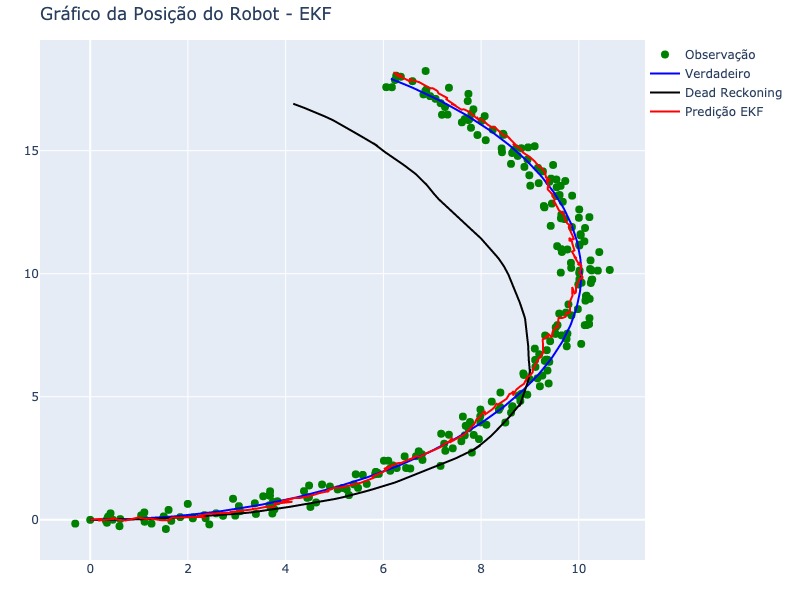 Gráfico da Posição do Robot - EKF
Observação
Verdadeiro
Dead Reckoning
Predição EKF
15
10
5
0
0 2 4 6 8 10